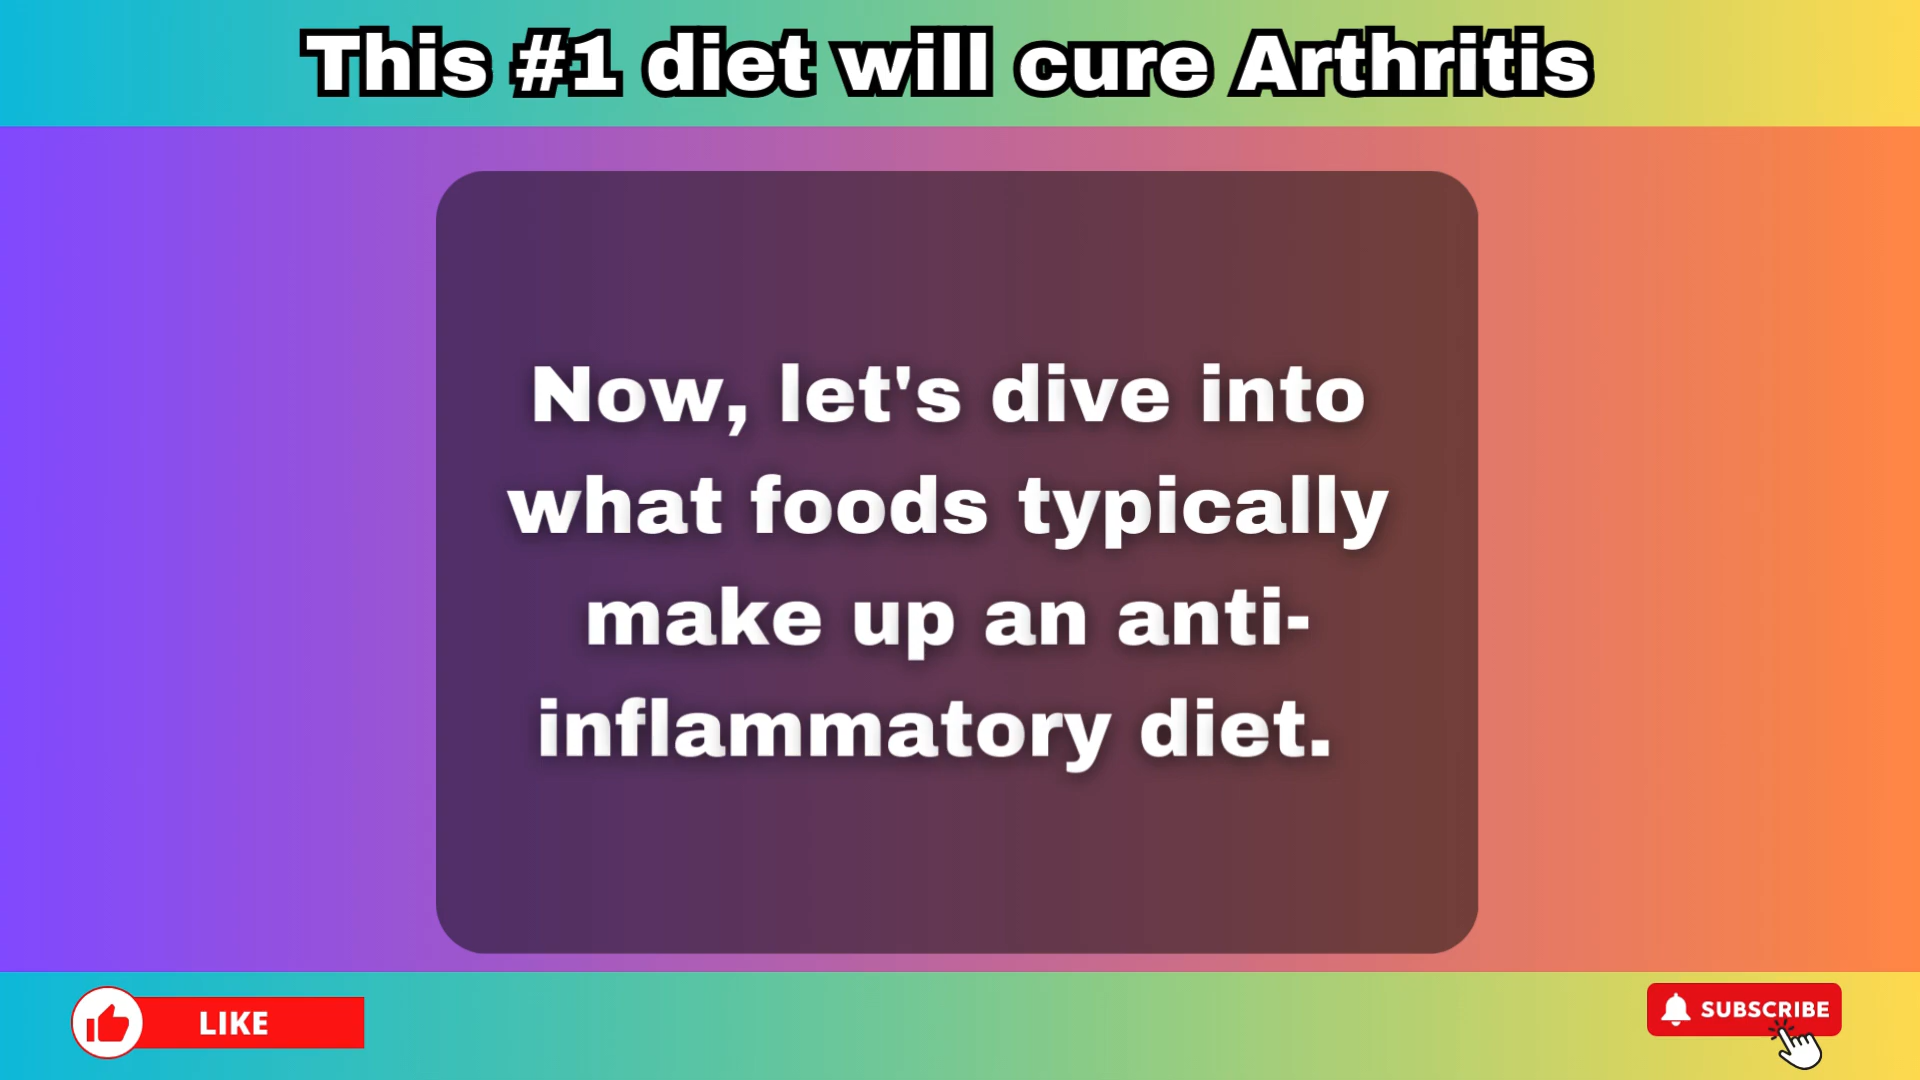 This #1 diet will cure Arthritis
Now, let's dive into
what foods typically
make up an anti-
inflammatory diet.
LIKE
SUBSCRIBE